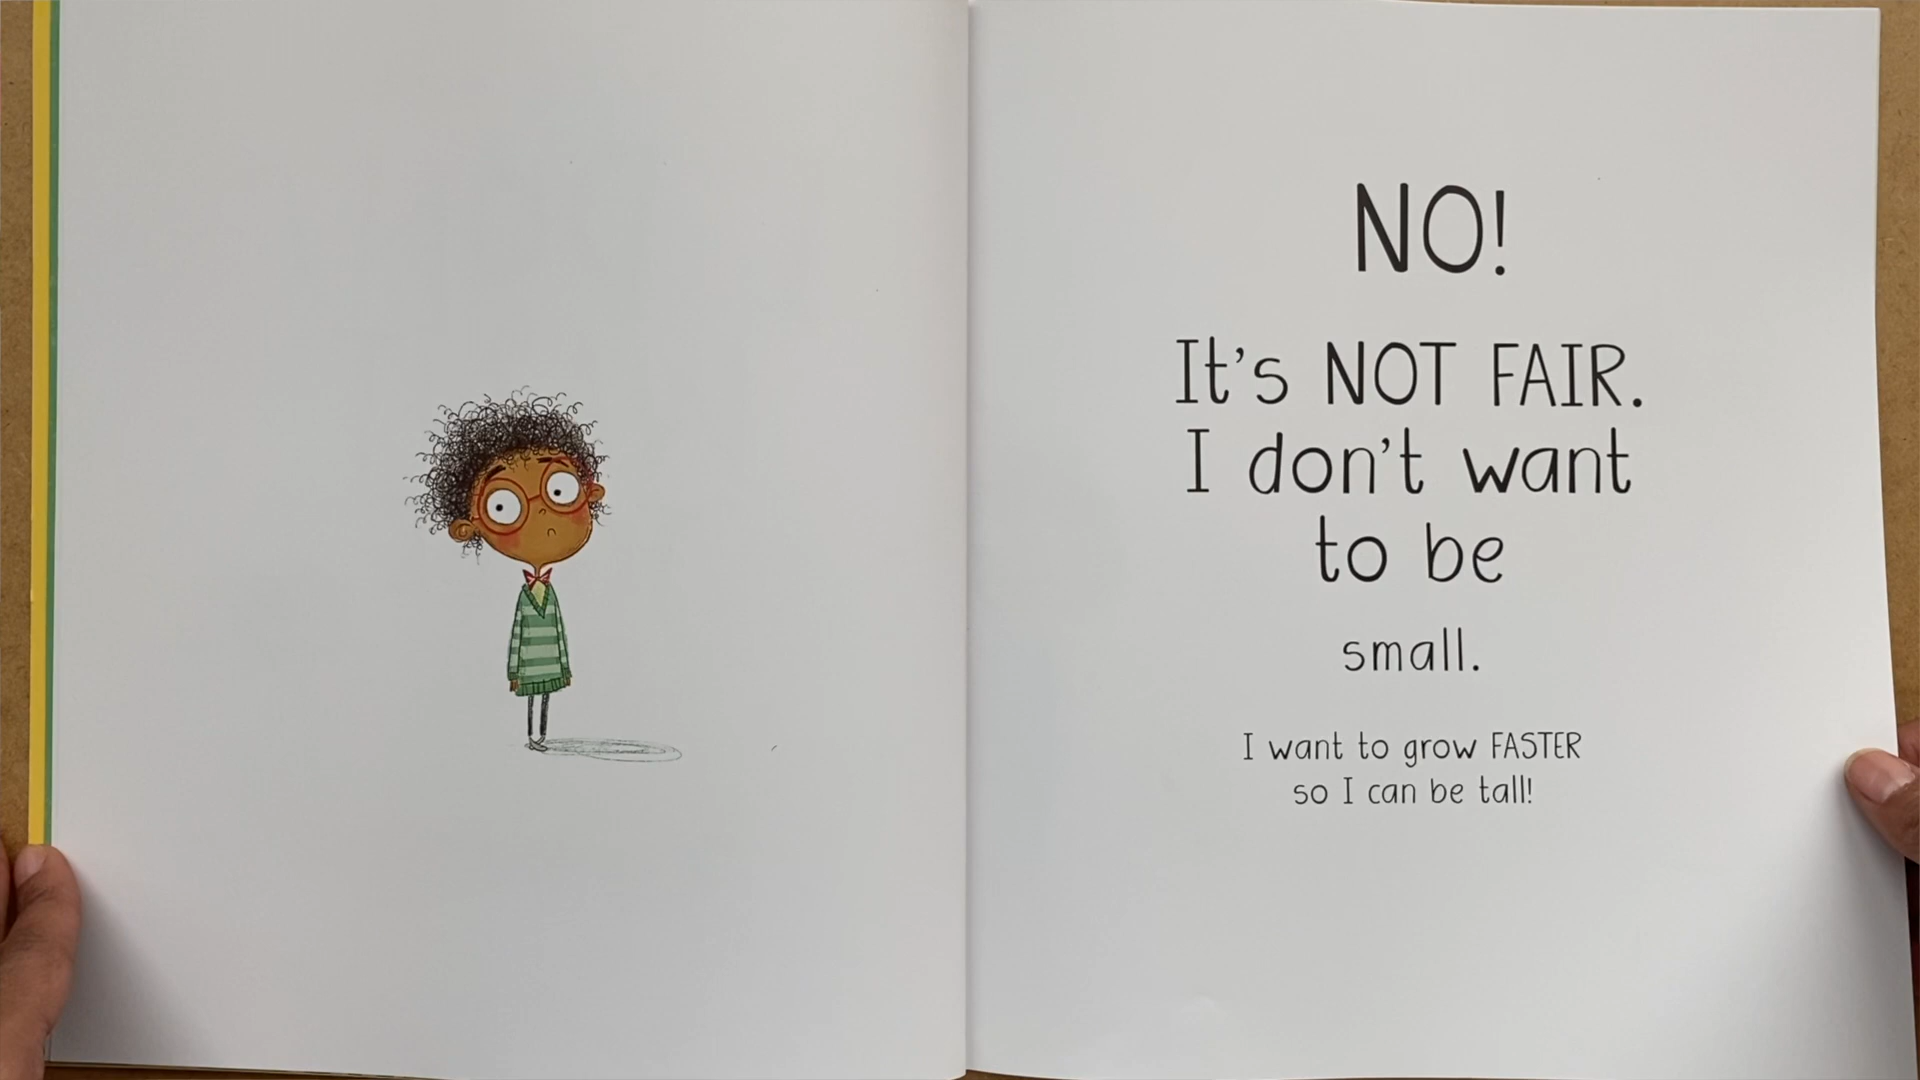 NO!
It's NOT FAIR.
I don't want
to be
small.
I want to grow FASTER
so I can be tall!